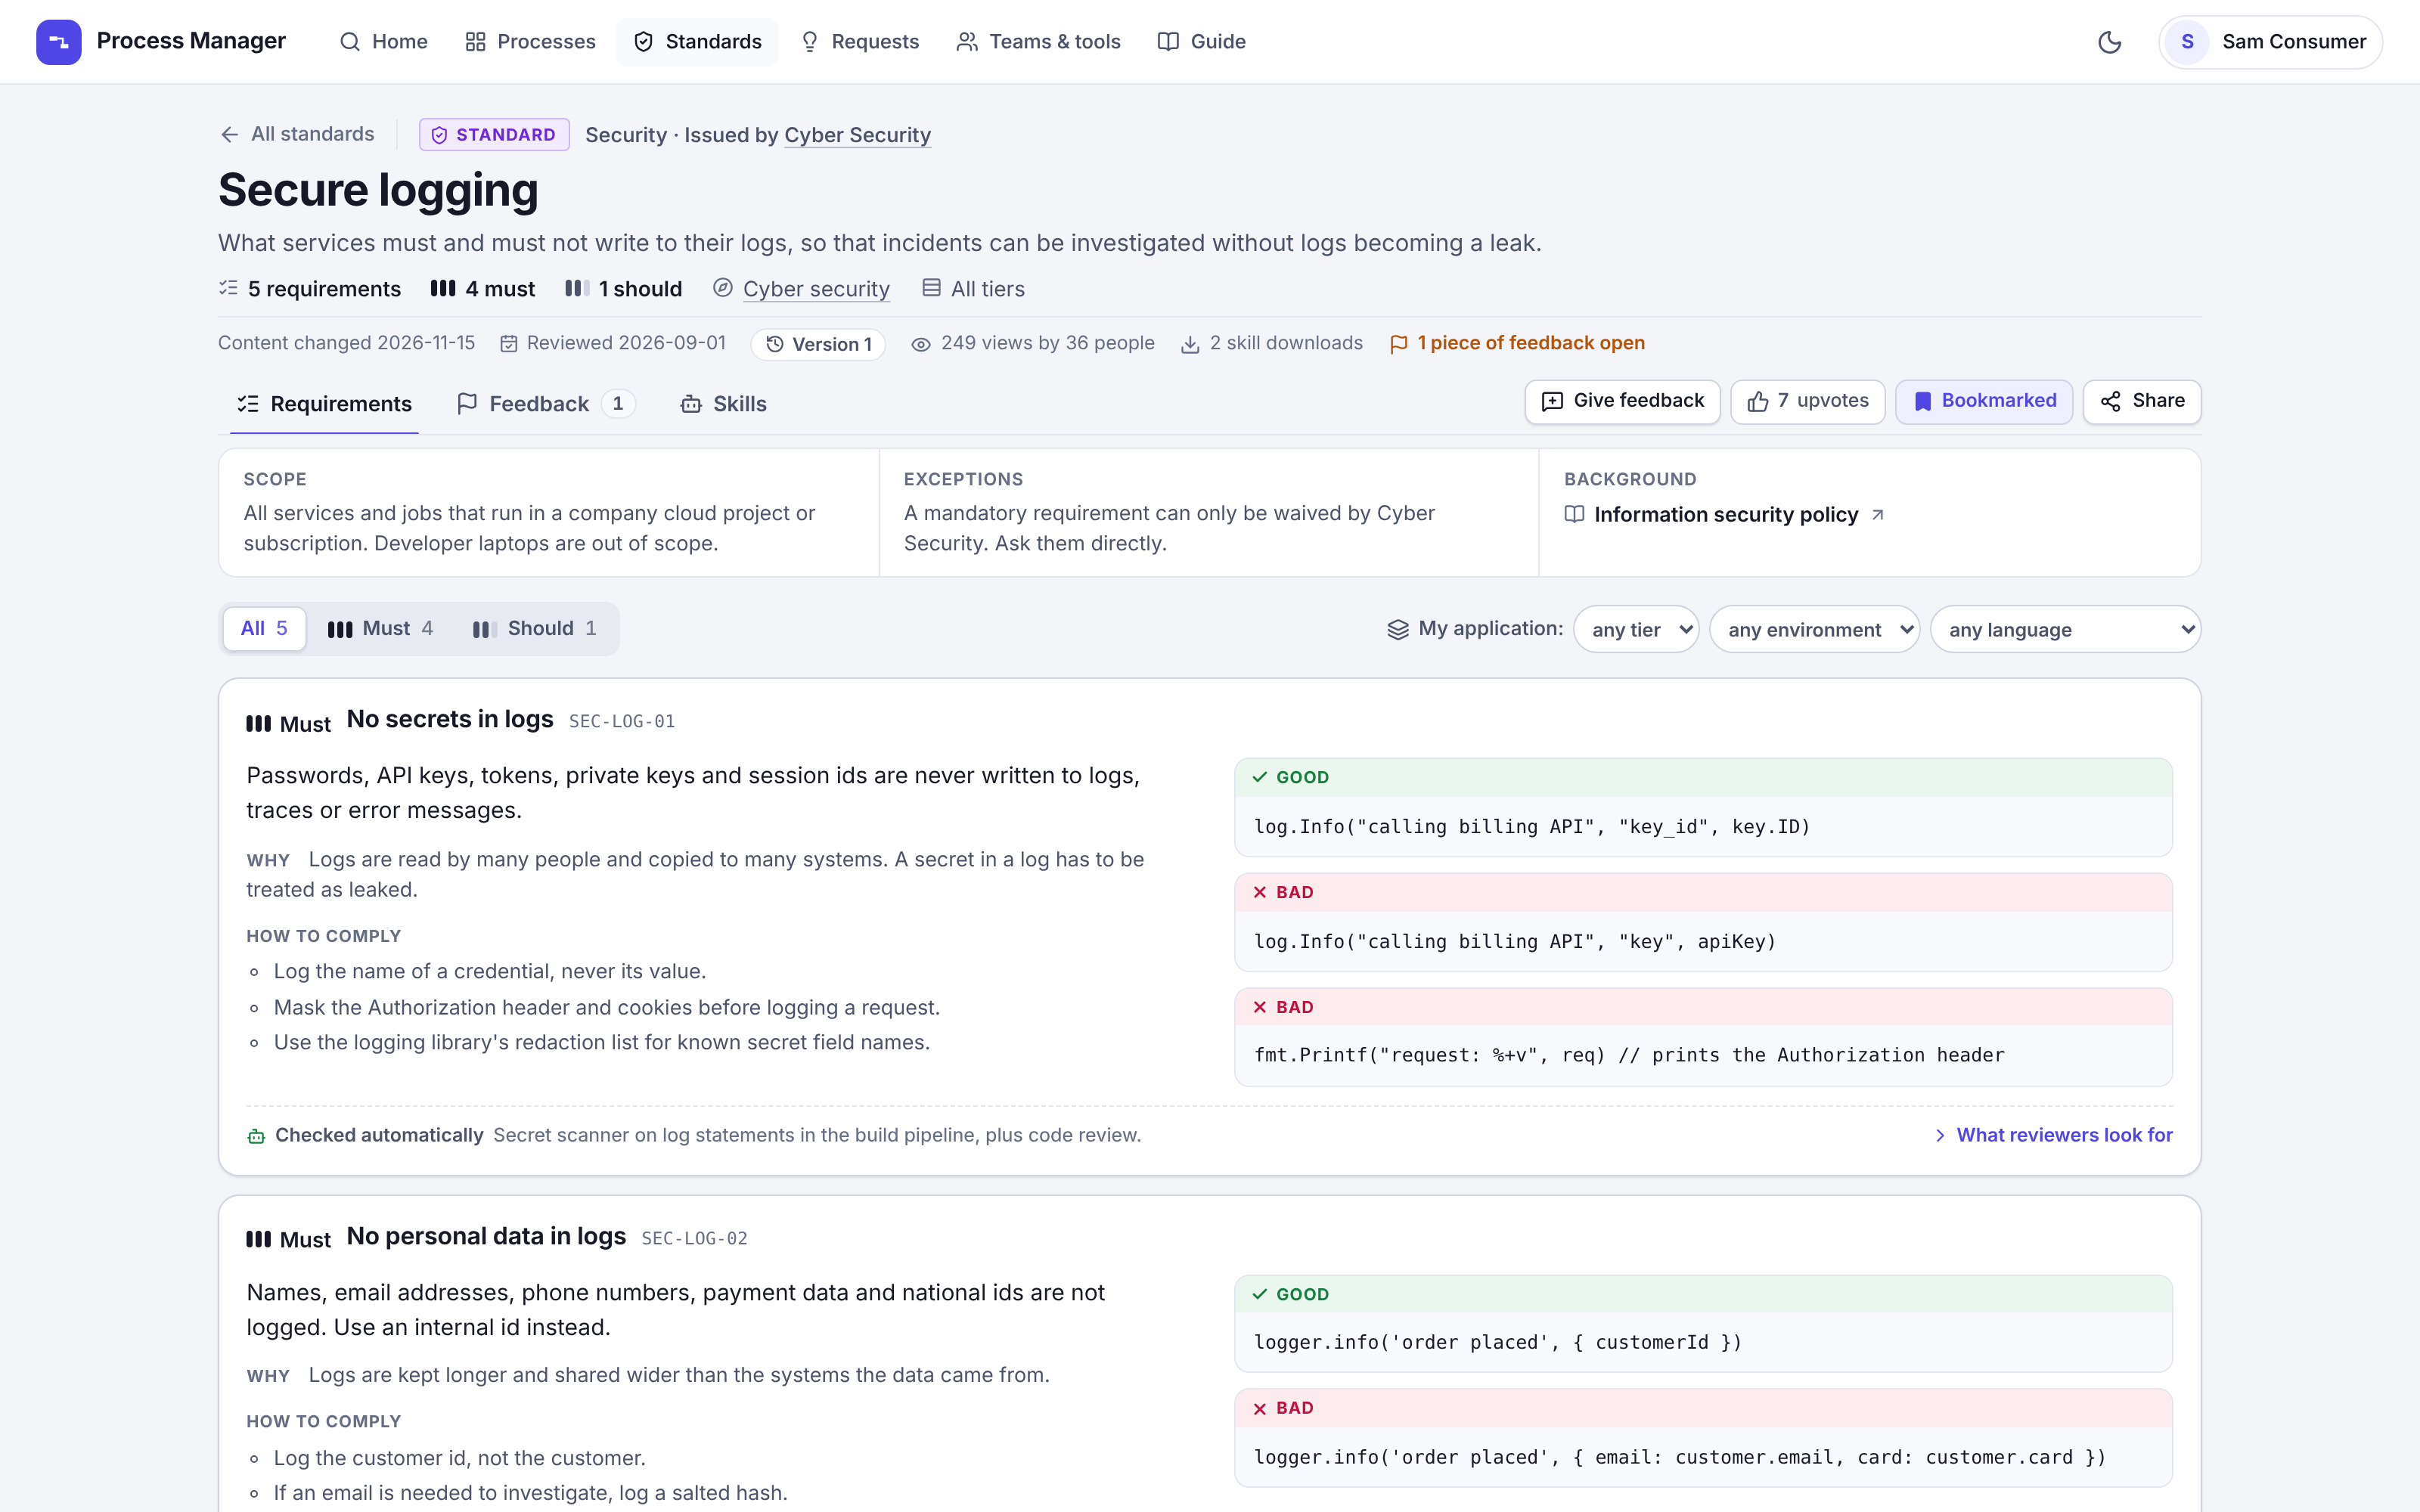 Process Manager
Home
Processes
Standards
Requests
Teams & tools
Guide
S
Sam Consumer
All standards
STANDARD
Security · Issued by Cyber Security
Secure logging
What services must and must not write to their logs, so that incidents can be investigated without logs becoming a leak.
5 requirements
4 must
1 should
Cyber security
All tiers
Content changed 2026-11-15
Reviewed 2026-09-01
Version 1
249 views by 36 people
2 skill downloads
1 piece of feedback open
Requirements
Feedback 1
Skills
Give feedback
7 upvotes
Bookmarked
Share
SCOPE
All services and jobs that run in a company cloud project or
subscription. Developer laptops are out of scope.
EXCEPTIONS
A mandatory requirement can only be waived by Cyber
Security. Ask them directly.
BACKGROUND
Information security policy
All 5
Must 4
Should 1
My application:
any tier
any environment
any language
Must No secrets in logs SEC-LOG-01
Passwords, API keys, tokens, private keys and session ids are never written to logs,
traces or error messages.
WHY Logs are read by many people and copied to many systems. A secret in a log has to be
treated as leaked.
HOW TO COMPLY
Log the name of a credential, never its value.
Mask the Authorization header and cookies before logging a request.
Use the logging library's redaction list for known secret field names.
GOOD
log.Info("calling billing API", "key_id", key.ID)
BAD
log.Info("calling billing API", "key", apiKey)
BAD
fmt.Printf("request: %+v", req) // prints the Authorization header
Checked automatically Secret scanner on log statements in the build pipeline, plus code review.
What reviewers look for
Must No personal data in logs SEC-LOG-02
Names, email addresses, phone numbers, payment data and national ids are not
logged. Use an internal id instead.
WHY Logs are kept longer and shared wider than the systems the data came from.
HOW TO COMPLY
Log the customer id, not the customer.
If an email is needed to investigate, log a salted hash.
GOOD
logger.info('order placed', { customerId })
BAD
logger.info('order placed', { email: customer.email, card: customer.card })